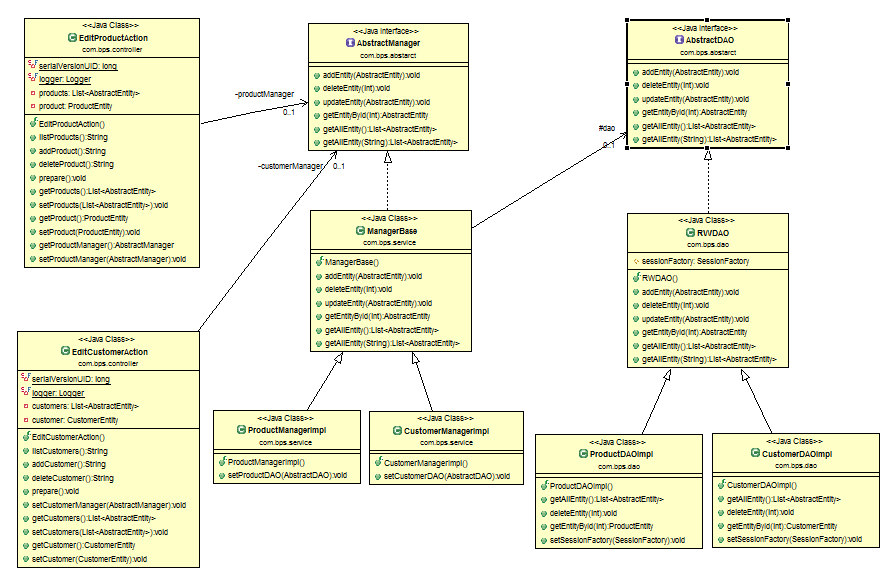 <<Java Class>>
EditProductAction
com.bps.controller
serialVersionUID: long
logger: Logger
products: List<AbstractEntity>
product: ProductEntity
EditProductAction()
listProducts():String
addProduct():String
deleteProduct():String
prepare():void
getProducts():List<AbstractEntity>
setProducts(List<AbstractEntity>):void
getProduct():ProductEntity
setProduct(ProductEntity):void
getProductManager():AbstractManager
setProductManager(AbstractManager):void
-productManager
0..1
<<Java Interface>>
AbstractManager
com.bps.abstarct
addEntity(AbstractEntity):void
deleteEntity(int):void
updateEntity(AbstractEntity):void
getEntityById(int):AbstractEntity
getAllEntity():List<AbstractEntity>
getAllEntity(String):List<AbstractEntity>
-customerManager
0..1
#dao
0..1
<<Java Interface>>
AbstractDAO
com.bps.abstarct
addEntity(AbstractEntity):void
deleteEntity(int):void
updateEntity(AbstractEntity):void
getEntityById(int):AbstractEntity
getAllEntity():List<AbstractEntity>
getAllEntity(String):List<AbstractEntity>
<<Java Class>>
ManagerBase
com.bps.service
ManagerBase()
addEntity(AbstractEntity):void
deleteEntity(int):void
updateEntity(AbstractEntity):void
getEntityById(int):AbstractEntity
getAllEntity():List<AbstractEntity>
getAllEntity(String):List<AbstractEntity>
<<Java Class>>
RWDAO
com.bps.dao
sessionFactory: SessionFactory
RWDAO()
addEntity(AbstractEntity):void
deleteEntity(int):void
updateEntity(AbstractEntity):void
getEntityById(int):AbstractEntity
getAllEntity():List<AbstractEntity>
getAllEntity(String):List<AbstractEntity>
<<Java Class>>
EditCustomerAction
com.bps.controller
serialVersionUID: long
logger: Logger
customers: List<AbstractEntity>
customer: CustomerEntity
EditCustomerAction()
listCustomers():String
addCustomer():String
deleteCustomer():String
prepare():void
setCustomerManager(AbstractManager):void
getCustomers():List<AbstractEntity>
setCustomers(List<AbstractEntity>):void
getCustomer():CustomerEntity
setCustomer(CustomerEntity):void
<<Java Class>>
ProductManagerImpl
com.bps.service
ProductManagerImpl()
setProductDAO(AbstractDAO):void
<<Java Class>>
CustomerManagerImpl
com.bps.service
CustomerManagerImpl()
setCustomerDAO(AbstractDAO):void
<<Java Class>>
ProductDAOImpl
com.bps.dao
ProductDAOImpl()
getAllEntity():List<AbstractEntity>
deleteEntity(int):void
getEntityById(int):ProductEntity
setSessionFactory(SessionFactory):void
<<Java Class>>
CustomerDAOImpl
com.bps.dao
CustomerDAOImpl()
getAllEntity():List<AbstractEntity>
deleteEntity(int):void
getEntityById(int):CustomerEntity
setSessionFactory(SessionFactory):void